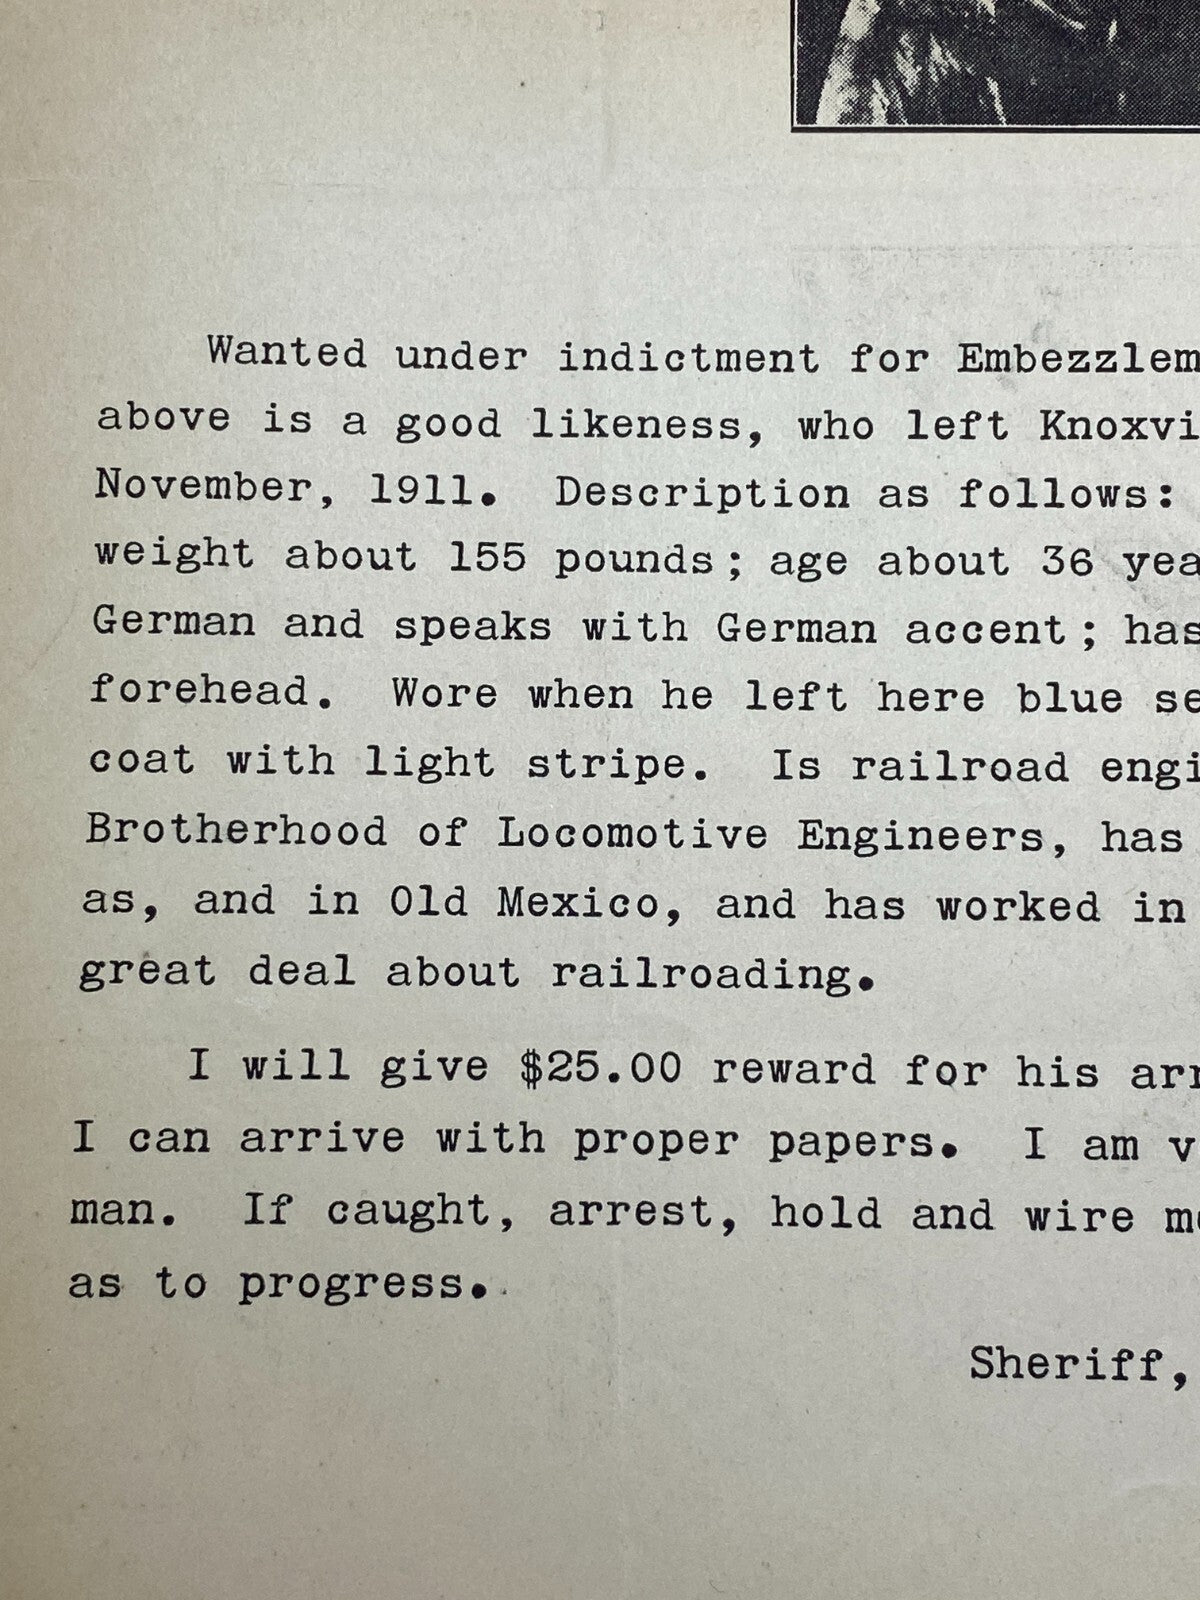 Wanted under indictment for Embezzlem
above is a good likeness, who left Knoxvi
November, 1911. Description as follows:
weight about 155 pounds; age about 36 yea
German and speaks with German accent; has
forehead. Wore when he left here blue se
coat with light stripe. Is railroad engi
Brotherhood of Locomotive Engineers, has
as, and in Old Mexico, and has worked in
great deal about railroading.
I will give $25.00 reward for his arr
I can arrive with proper papers. I am v
man. If caught, arrest, hold and wire me
as to progress.
Sheriff,